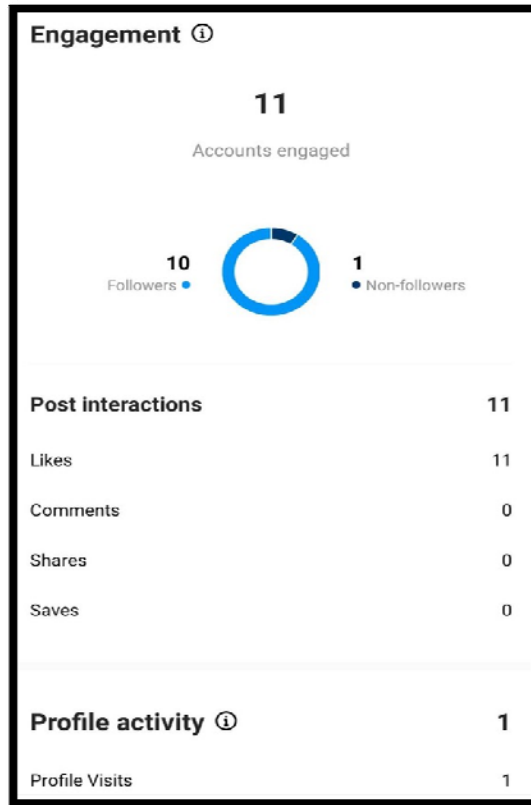 Engagement
11
Accounts engaged
10 1
Followers Non-followers
Post interactions 11
Likes 11
Comments 0
Shares 0
Saves 0
Profile activity 1
Profile Visits 1